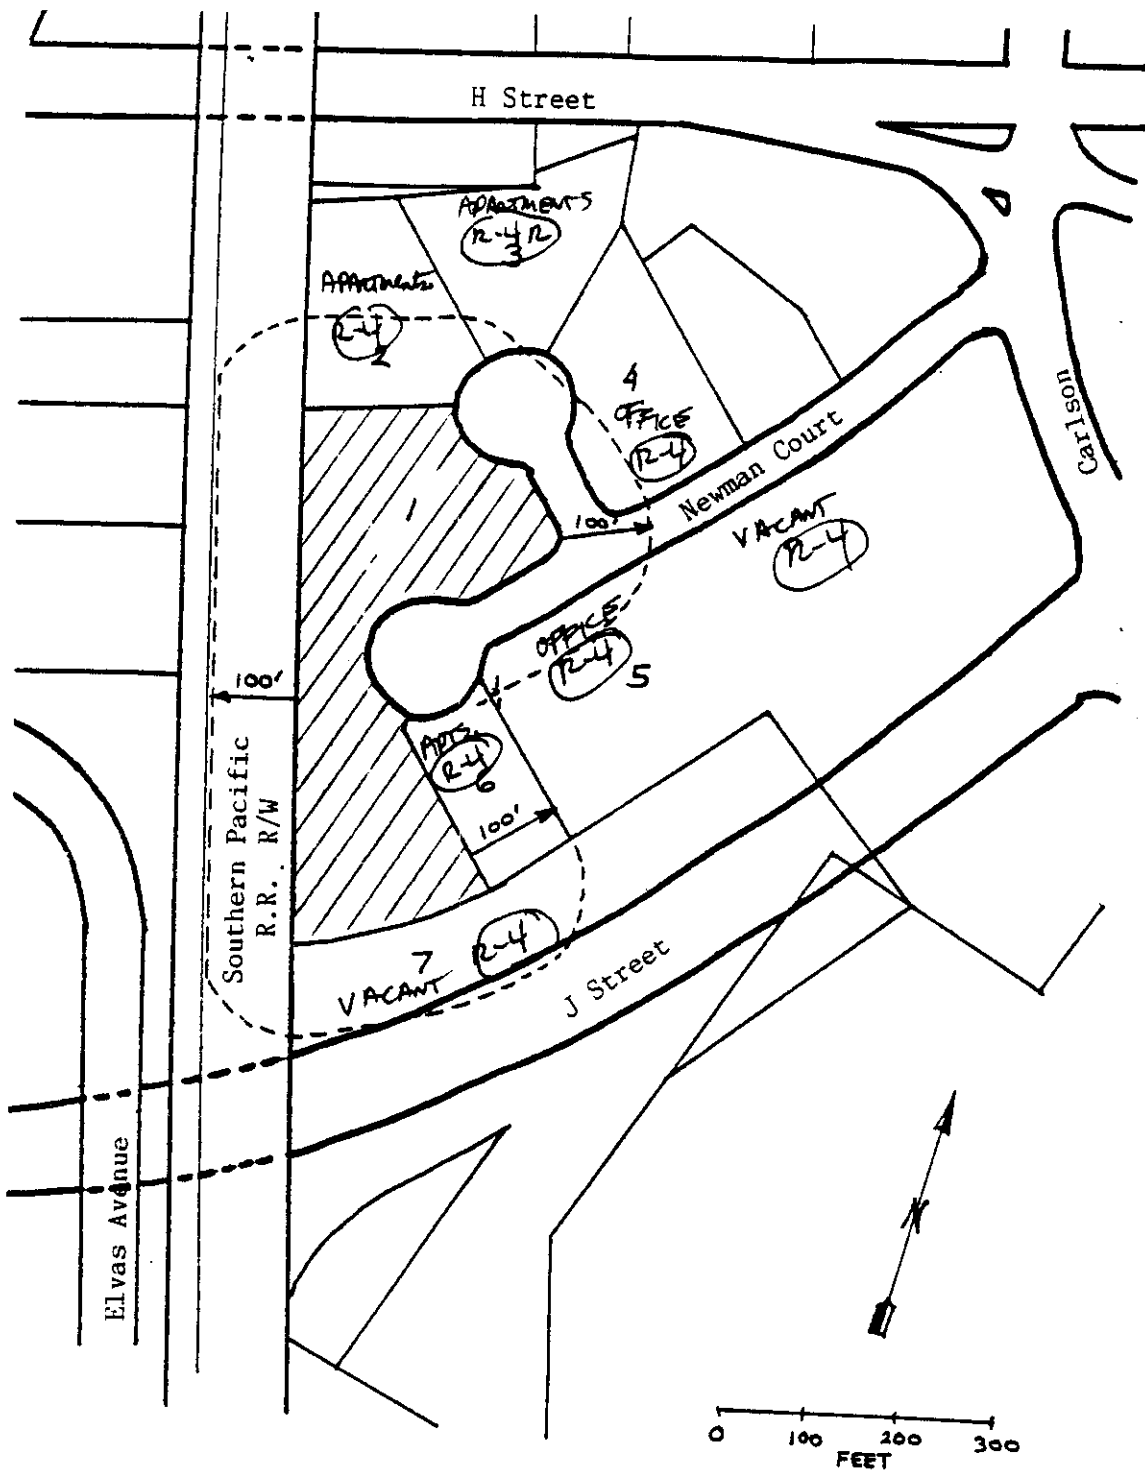 H Street
APARTMENTS
R-4 R
3
APARTMENTS
R-4
2
4
OFFICE
R-4
Newman Court
Carlson
1
100'
VACANT
R-4
OFFICE
R-4
5
100'
APTS.
R-4
6
100'
Southern Pacific
R.R. R/W
7
R-4
VACANT
J Street
Elvas Avenue
N
0 100 200 300
FEET